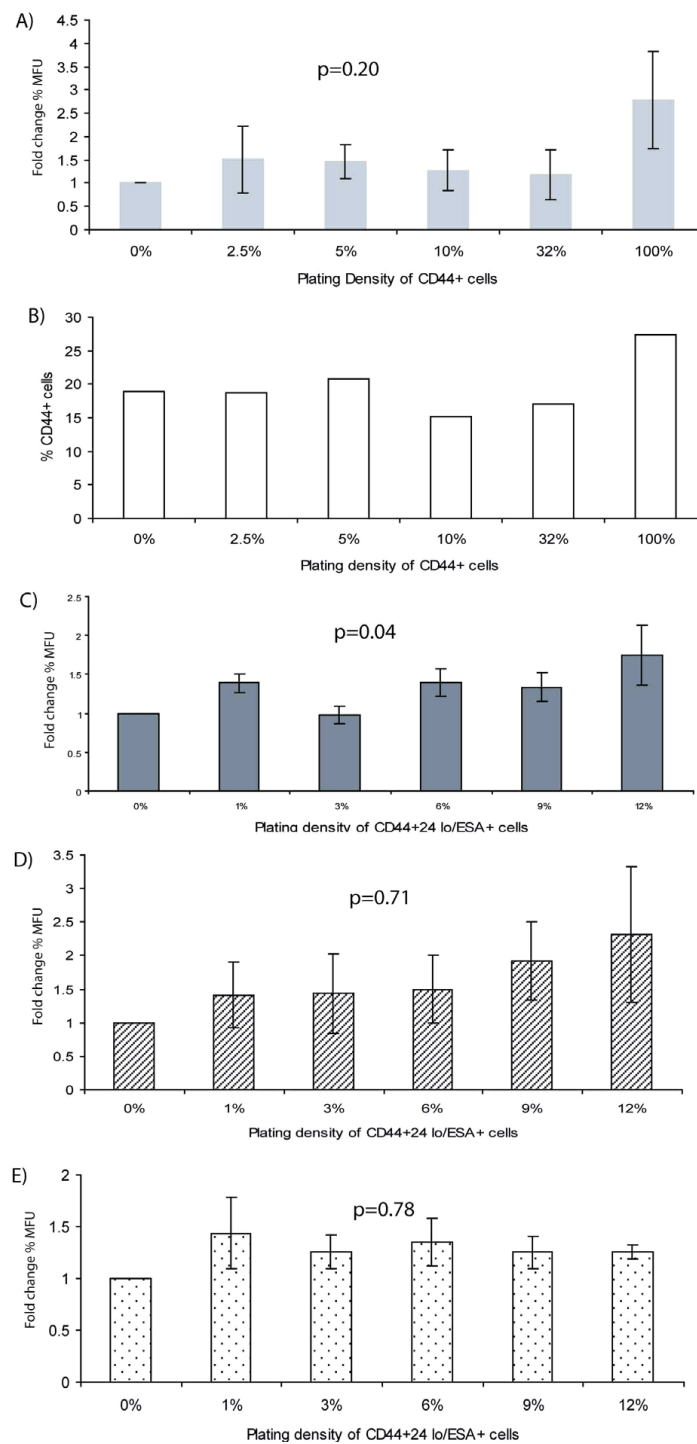 A)
Fold change % MFU
4.5
4
3.5
3
2.5
2
1.5
1
0.5
0
p=0.20
0% 2.5% 5% 10% 32% 100%
Plating Density of CD44+ cells
B)
% CD44+ cells
30
25
20
15
10
5
0
0% 2.5% 5% 10% 32% 100%
Plating density of CD44+ cells
C)
Fold change % MFU
2.5
2
1.5
1
0.5
0
p=0.04
0% 1% 3% 6% 9% 12%
Plating density of CD44+24 lo/ESA+ cells
D)
Fold change % MFU
3.5
3
2.5
2
1.5
1
0.5
0
p=0.71
0% 1% 3% 6% 9% 12%
Plating density of CD44+24 lo/ESA+ cells
E)
Fold change % MFU
2
1.5
1
0.5
0
p=0.78
0% 1% 3% 6% 9% 12%
Plating density of CD44+24 lo/ESA+ cells